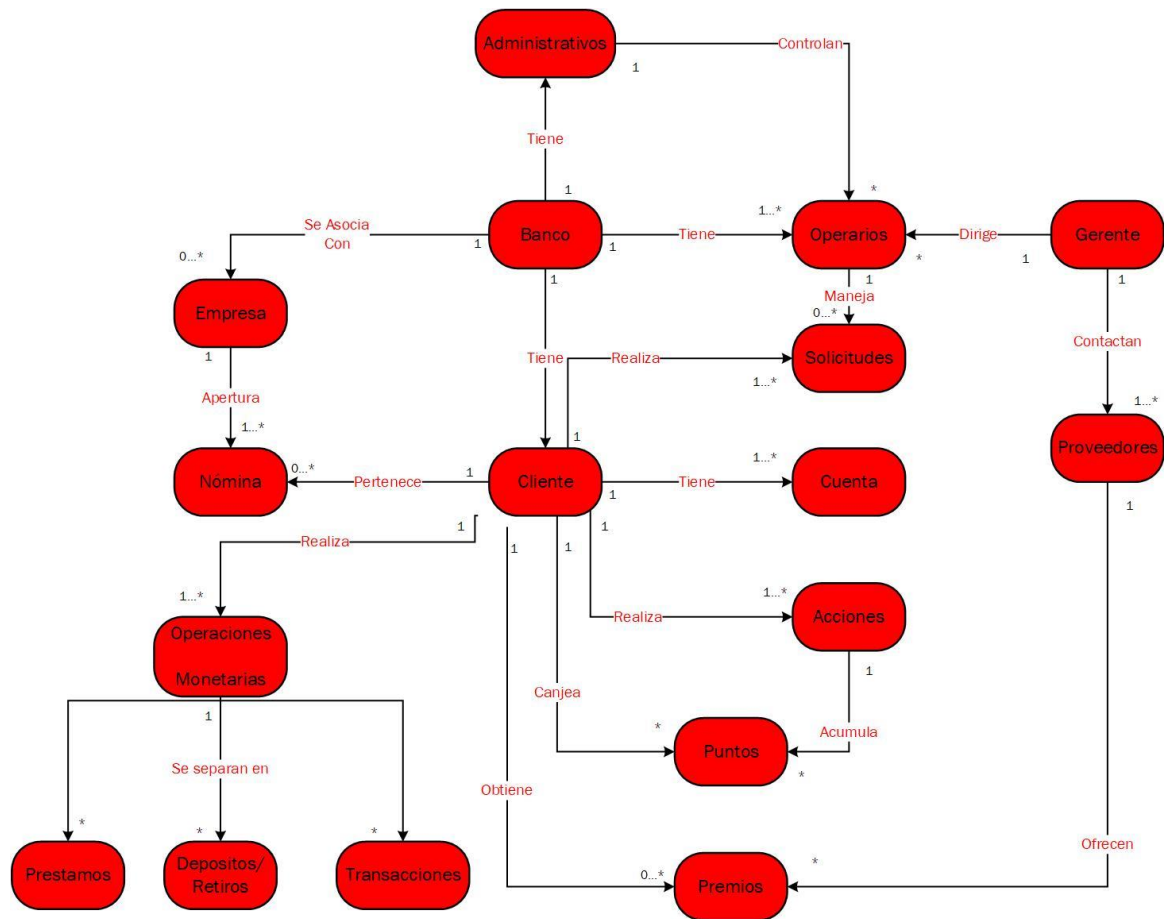 Administrativos
Controlan
1
Tiene
*
1
Se Asocia
Con
1...*
Banco
Tiene
Operarios
Dirige
Gerente
1
1
1
*
1
1
0...*
1
Maneja
Empresa
0...*
1
Tiene
Realiza
Solicitudes
Contactan
Apertura
1...*
1...*
1...*
1
1...*
Proveedores
Nómina
0...*
Pertenece
1
Cliente
Tiene
Cuenta
1
1
1
1
1
1
Realiza
1...*
1...*
Operaciones
Monetarias
Realiza
Acciones
1
1
Canjea
*
Puntos
Acumula
*
Se separan en
Obtiene
*
*
*
Prestamos
Depositos/
Retiros
Transacciones
Ofrecen
*
0...*
Premios